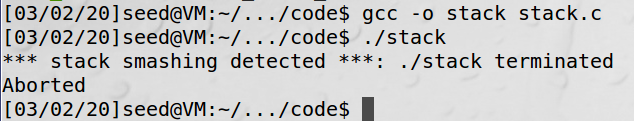 [03/02/20]seed@VM:~/.../code$ gcc -o stack stack.c
[03/02/20]seed@VM:~/.../code$ ./stack
*** stack smashing detected ***: ./stack terminated
Aborted
[03/02/20]seed@VM:~/.../code$